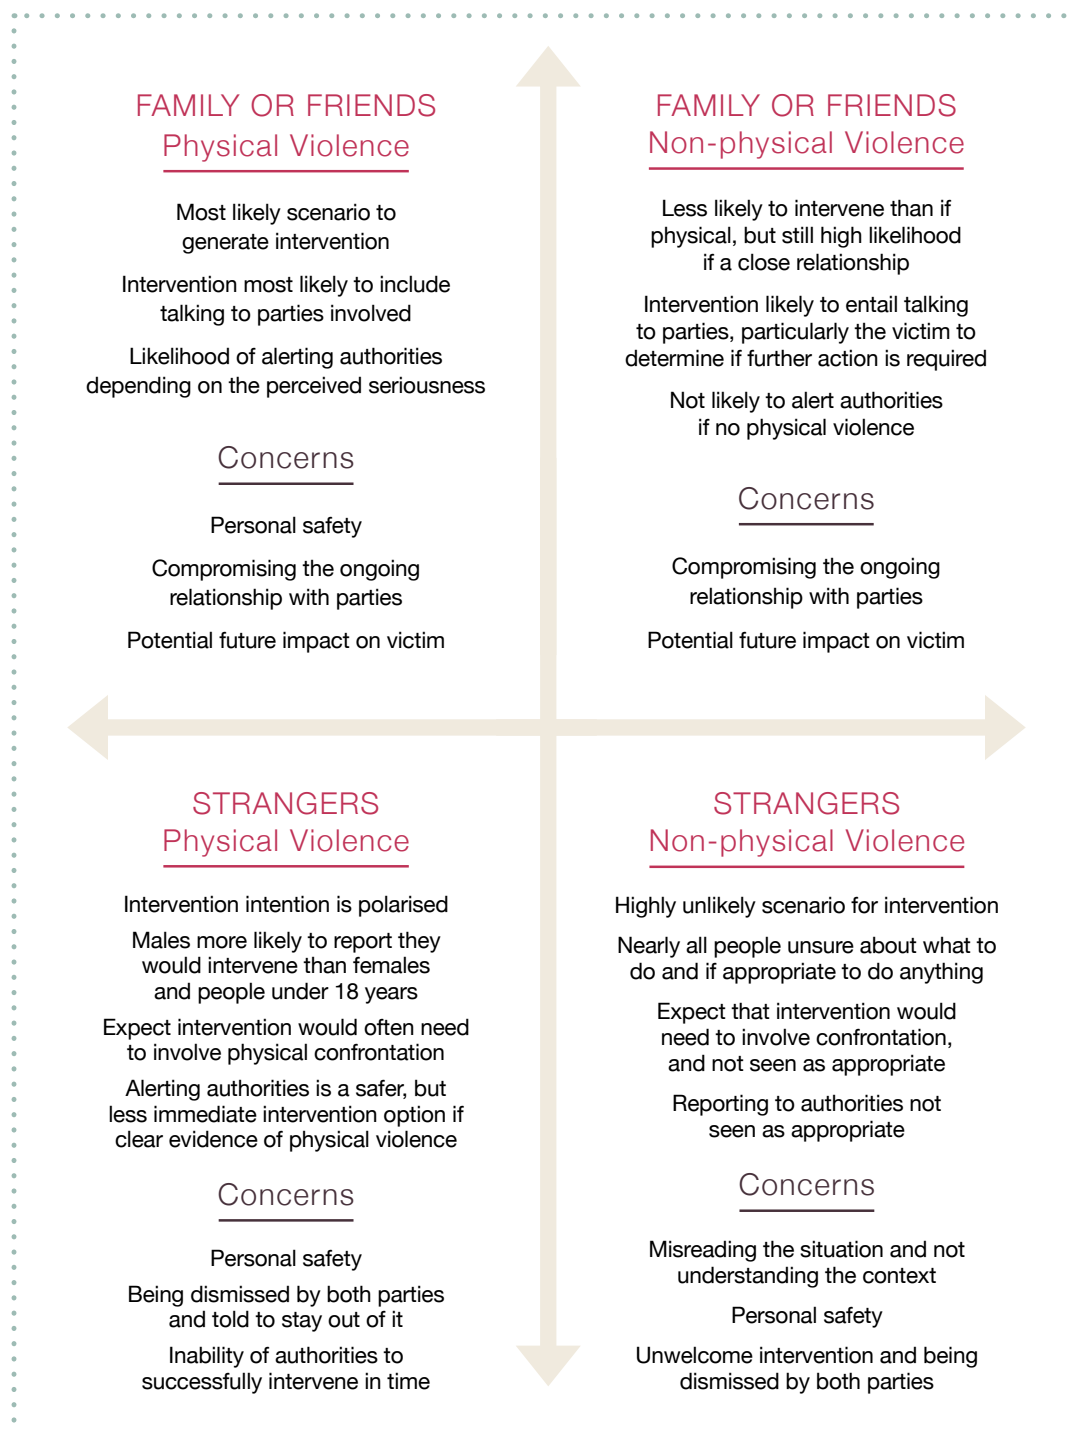 FAMILY OR FRIENDS
Physical Violence
Most likely scenario to
generate intervention
Intervention most likely to include
talking to parties involved
Likelihood of alerting authorities
depending on the perceived seriousness
Concerns
Personal safety
Compromising the ongoing
relationship with parties
Potential future impact on victim
FAMILY OR FRIENDS
Non-physical Violence
Less likely to intervene than if
physical, but still high likelihood
if a close relationship
Intervention likely to entail talking
to parties, particularly the victim to
determine if further action is required
Not likely to alert authorities
if no physical violence
Concerns
Compromising the ongoing
relationship with parties
Potential future impact on victim
STRANGERS
Physical Violence
Intervention intention is polarised
Males more likely to report they
would intervene than females
and people under 18 years
Expect intervention would often need
to involve physical confrontation
Alerting authorities is a safer, but
less immediate intervention option if
clear evidence of physical violence
Concerns
Personal safety
Being dismissed by both parties
and told to stay out of it
Inability of authorities to
successfully intervene in time
STRANGERS
Non-physical Violence
Highly unlikely scenario for intervention
Nearly all people unsure about what to
do and if appropriate to do anything
Expect that intervention would
need to involve confrontation,
and not seen as appropriate
Reporting to authorities not
seen as appropriate
Concerns
Misreading the situation and not
understanding the context
Personal safety
Unwelcome intervention and being
dismissed by both parties